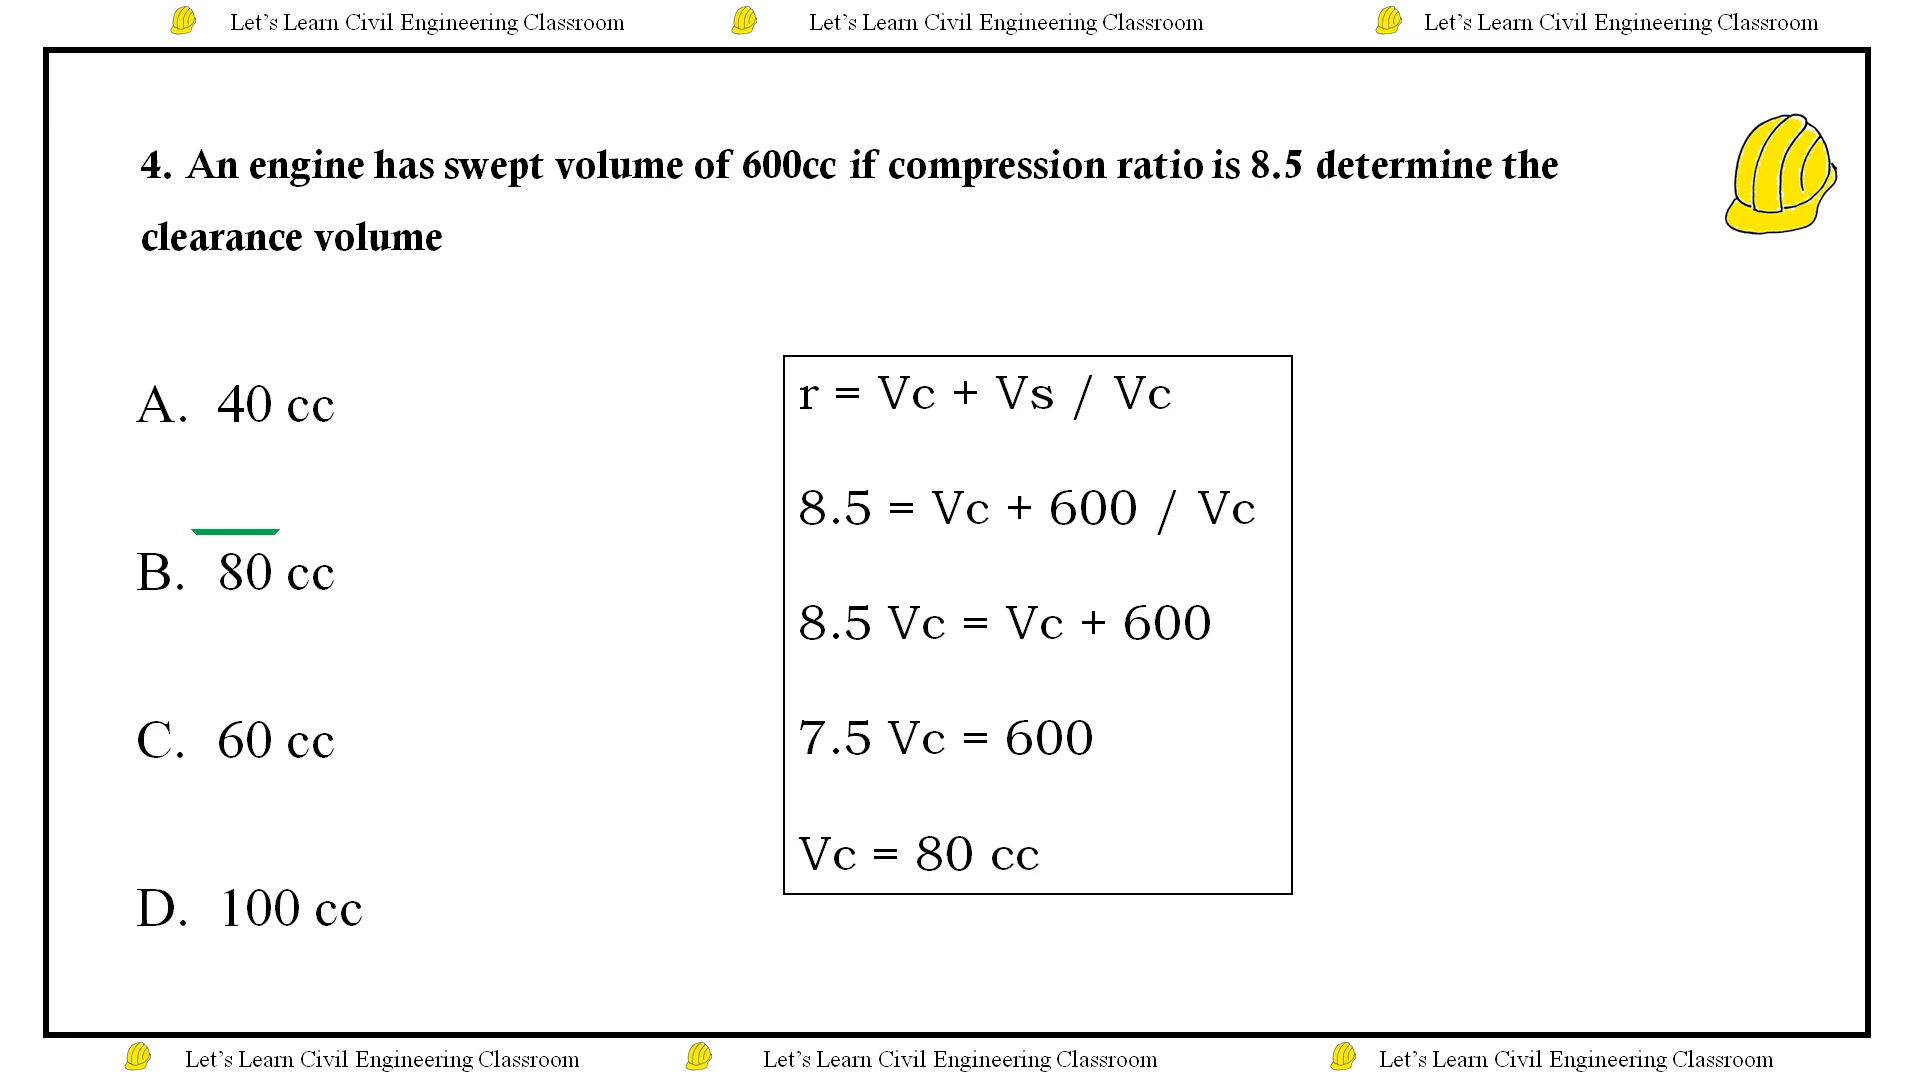 Let's Learn Civil Engineering Classroom Let's Learn Civil Engineering Classroom Let's Learn Civil Engineering Classroom
4. An engine has swept volume of 600cc if compression ratio is 8.5 determine the
clearance volume
A. 40 cc
B. 80 cc
C. 60 cc
D. 100 cc
r = Vc + Vs / Vc
8.5 = Vc + 600 / Vc
8.5 Vc = Vc + 600
7.5 Vc = 600
Vc = 80 cc
Let's Learn Civil Engineering Classroom Let's Learn Civil Engineering Classroom Let's Learn Civil Engineering Classroom